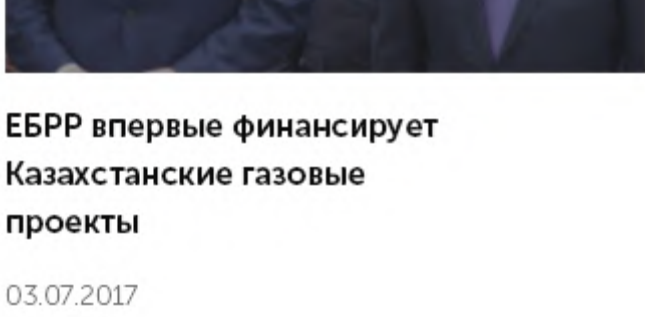 ЕБРР впервые финансирует
Казахстанские газовые
проекты
03.07.2017